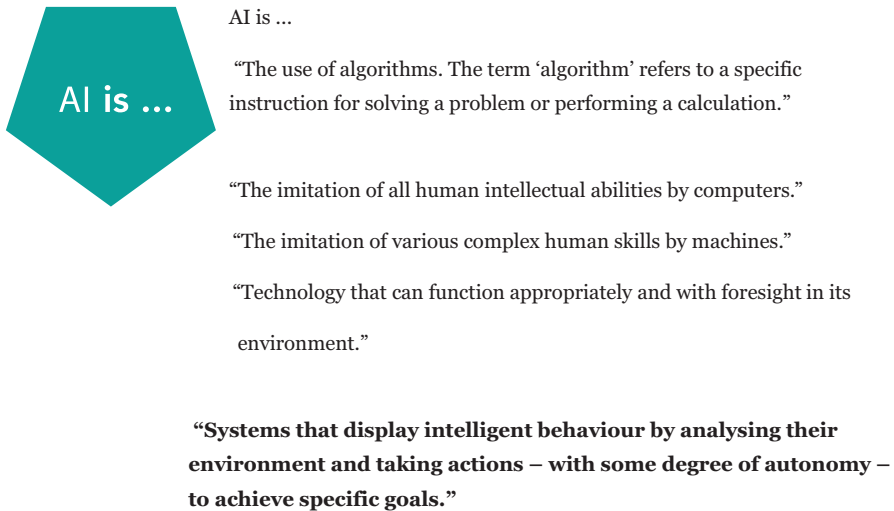 AI is ...
AI is ...
“The use of algorithms. The term ‘algorithm’ refers to a specific
instruction for solving a problem or performing a calculation.”
“The imitation of all human intellectual abilities by computers.”
“The imitation of various complex human skills by machines.”
“Technology that can function appropriately and with foresight in its
environment.”
“Systems that display intelligent behaviour by analysing their
environment and taking actions – with some degree of autonomy –
to achieve specific goals.”